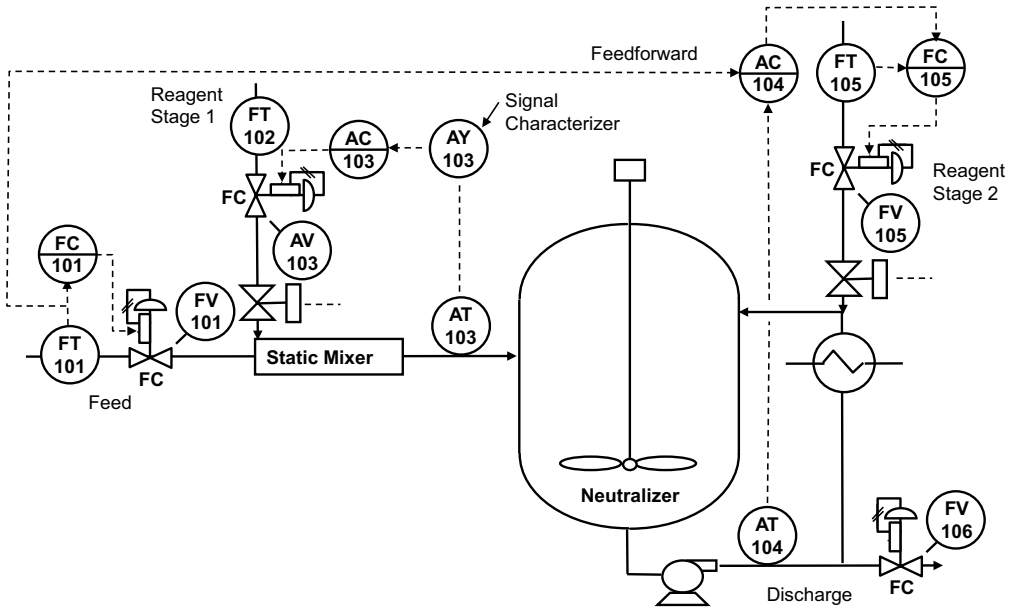 Feedforward
AC
104
FT
105
FC
105
Reagent
Stage 1
FT
102
AC
103
AY
103
Signal
Characterizer
FC
AV
103
FC
Reagent
Stage 2
FV
105
FC
101
FV
101
FT
101
FC
Feed
Static Mixer
AT
103
Neutralizer
AT
104
FV
106
FC
Discharge